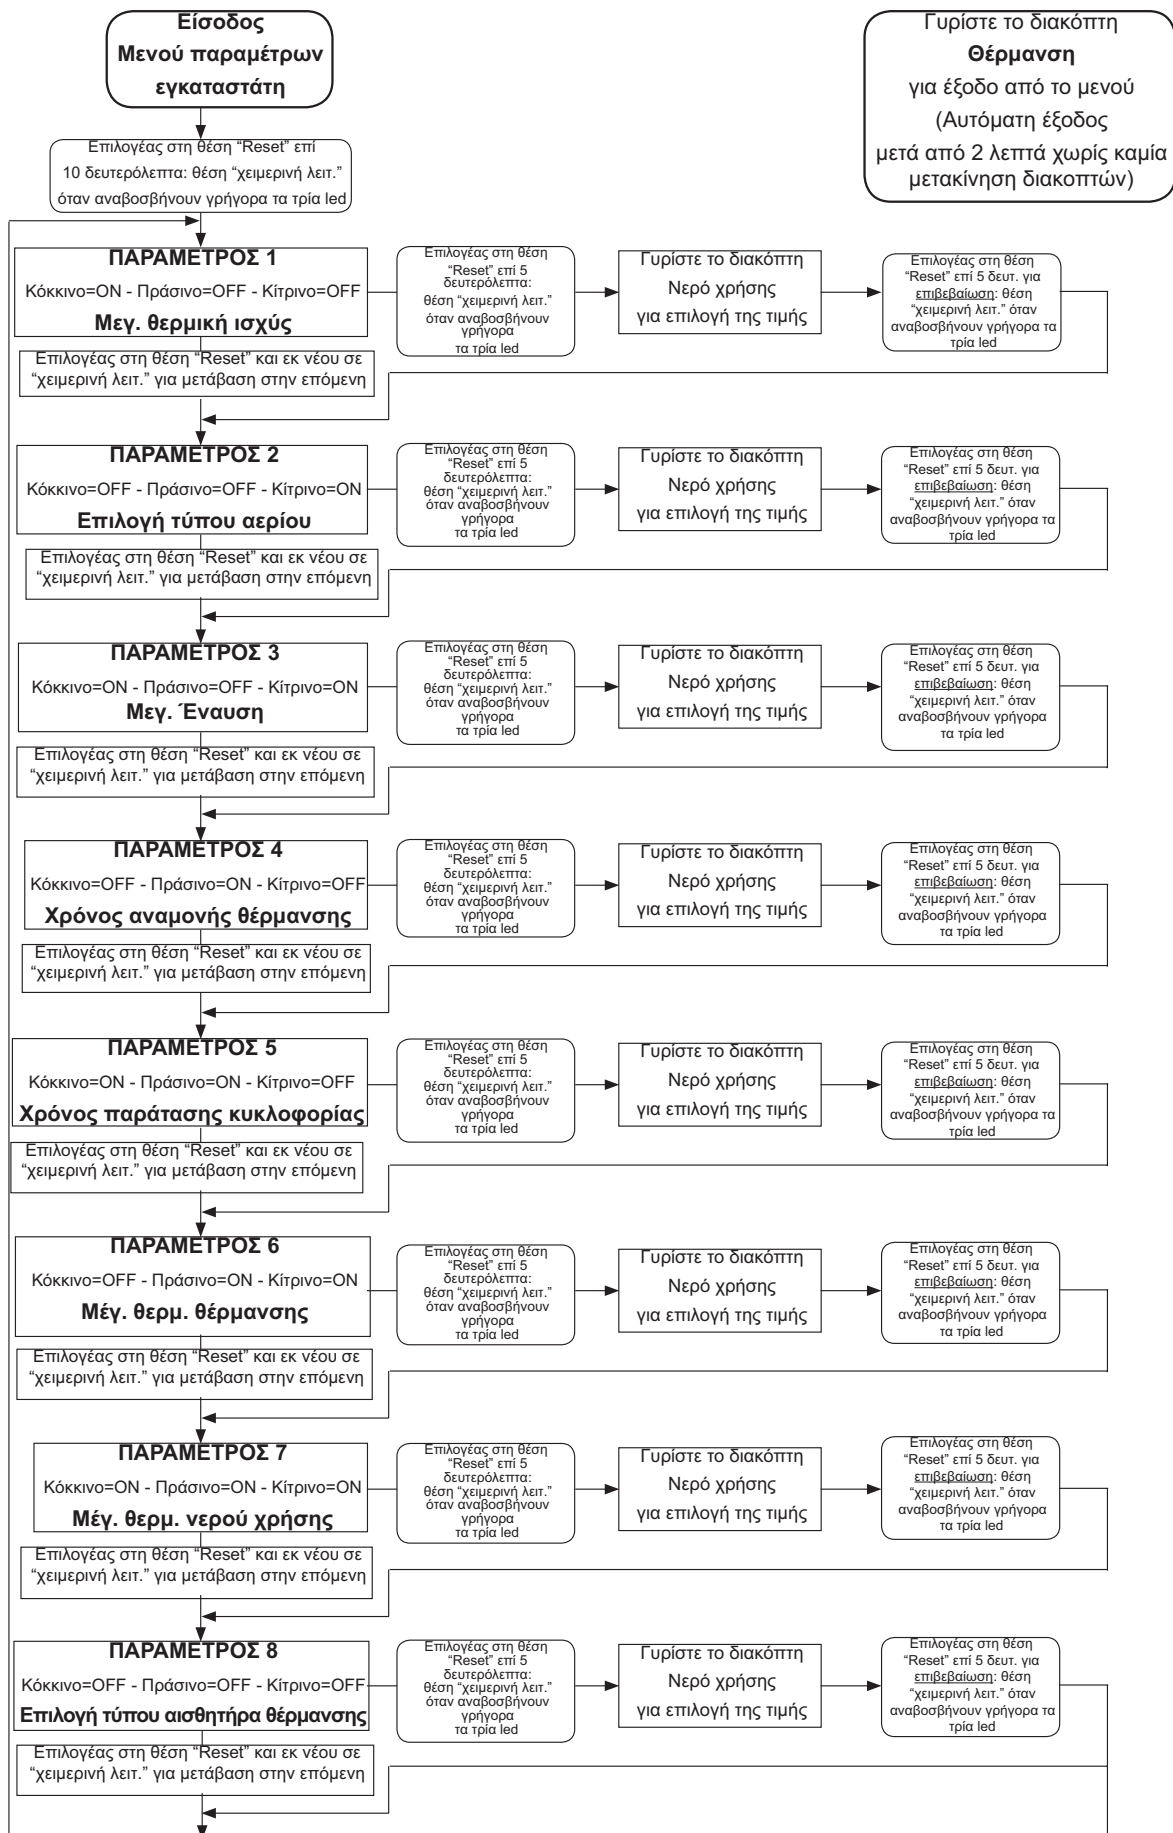 Είσοδος
Μενού παραμέτρων
εγκαταστάτη
Γυρίστε το διακόπτη
Θέρμανση
για έξοδο από το μενού
(Αυτόματη έξοδος
μετά από 2 λεπτά χωρίς καμία
μετακίνηση διακοπτών)
Επιλογέας στη θέση “Reset” επί
10 δευτερόλεπτα: θέση “χειμερινή λειτ.”
όταν αναβοσβήνουν γρήγορα τα τρία led
ΠΑΡΑΜΕΤΡΟΣ 1
Κόκκινο=ON - Πράσινο=OFF - Κίτρινο=OFF
Μεγ. θερμική ισχύς
Επιλογέας στη θέση
“Reset” επί 5
δευτερόλεπτα:
θέση “χειμερινή λειτ.”
όταν αναβοσβήνουν
γρήγορα
τα τρία led
Γυρίστε το διακόπτη
Νερό χρήσης
για επιλογή της τιμής
Επιλογέας στη θέση
“Reset” επί 5 δευτ. για
επιβεβαίωση: θέση
“χειμερινή λειτ.” όταν
αναβοσβήνουν γρήγορα τα
τρία led
Επιλογέας στη θέση “Reset” και εκ νέου σε
“χειμερινή λειτ.” για μετάβαση στην επόμενη
ΠΑΡΑΜΕΤΡΟΣ 2
Κόκκινο=OFF - Πράσινο=OFF - Κίτρινο=ON
Επιλογή τύπου αερίου
Επιλογέας στη θέση
“Reset” επί 5
δευτερόλεπτα:
θέση “χειμερινή λειτ.”
όταν αναβοσβήνουν
γρήγορα
τα τρία led
Γυρίστε το διακόπτη
Νερό χρήσης
για επιλογή της τιμής
Επιλογέας στη θέση
“Reset” επί 5 δευτ. για
επιβεβαίωση: θέση
“χειμερινή λειτ.” όταν
αναβοσβήνουν γρήγορα τα
τρία led
Επιλογέας στη θέση “Reset” και εκ νέου σε
“χειμερινή λειτ.” για μετάβαση στην επόμενη
ΠΑΡΑΜΕΤΡΟΣ 3
Κόκκινο=ON - Πράσινο=OFF - Κίτρινο=ON
Μεγ. Έναυση
Επιλογέας στη θέση
“Reset” επί 5
δευτερόλεπτα:
θέση “χειμερινή λειτ.”
όταν αναβοσβήνουν
γρήγορα
τα τρία led
Γυρίστε το διακόπτη
Νερό χρήσης
για επιλογή της τιμής
Επιλογέας στη θέση
“Reset” επί 5 δευτ. για
επιβεβαίωση: θέση
“χειμερινή λειτ.” όταν
αναβοσβήνουν γρήγορα
τα τρία led
Επιλογέας στη θέση “Reset” και εκ νέου σε
“χειμερινή λειτ.” για μετάβαση στην επόμενη
ΠΑΡΑΜΕΤΡΟΣ 4
Κόκκινο=OFF - Πράσινο=ON - Κίτρινο=OFF
Χρόνος αναμονής θέρμανσης
Επιλογέας στη θέση
“Reset” επί 5
δευτερόλεπτα:
θέση “χειμερινή λειτ.”
όταν αναβοσβήνουν
γρήγορα
τα τρία led
Γυρίστε το διακόπτη
Νερό χρήσης
για επιλογή της τιμής
Επιλογέας στη θέση
“Reset” επί 5 δευτ. για
επιβεβαίωση: θέση
“χειμερινή λειτ.” όταν
αναβοσβήνουν γρήγορα
τα τρία led
Επιλογέας στη θέση “Reset” και εκ νέου σε
“χειμερινή λειτ.” για μετάβαση στην επόμενη
ΠΑΡΑΜΕΤΡΟΣ 5
Κόκκινο=ON - Πράσινο=ON - Κίτρινο=OFF
Χρόνος παράτασης κυκλοφορίας
Επιλογέας στη θέση
“Reset” επί 5
δευτερόλεπτα:
θέση “χειμερινή λειτ.”
όταν αναβοσβήνουν
γρήγορα
τα τρία led
Γυρίστε το διακόπτη
Νερό χρήσης
για επιλογή της τιμής
Επιλογέας στη θέση
“Reset” επί 5 δευτ. για
επιβεβαίωση: θέση
“χειμερινή λειτ.” όταν
αναβοσβήνουν γρήγορα τα
τρία led
Επιλογέας στη θέση “Reset” και εκ νέου σε
“χειμερινή λειτ.” για μετάβαση στην επόμενη
ΠΑΡΑΜΕΤΡΟΣ 6
Κόκκινο=OFF - Πράσινο=ON - Κίτρινο=ON
Μέγ. θερμ. θέρμανσης
Επιλογέας στη θέση
“Reset” επί 5
δευτερόλεπτα:
θέση “χειμερινή λειτ.”
όταν αναβοσβήνουν
γρήγορα
τα τρία led
Γυρίστε το διακόπτη
Νερό χρήσης
για επιλογή της τιμής
Επιλογέας στη θέση
“Reset” επί 5 δευτ. για
επιβεβαίωση: θέση
“χειμερινή λειτ.” όταν
αναβοσβήνουν γρήγορα
τα τρία led
Επιλογέας στη θέση “Reset” και εκ νέου σε
“χειμερινή λειτ.” για μετάβαση στην επόμενη
ΠΑΡΑΜΕΤΡΟΣ 7
Κόκκινο=ON - Πράσινο=ON - Κίτρινο=ON
Μέγ. θερμ. νερού χρήσης
Επιλογέας στη θέση
“Reset” επί 5
δευτερόλεπτα:
θέση “χειμερινή λειτ.”
όταν αναβοσβήνουν
γρήγορα
τα τρία led
Γυρίστε το διακόπτη
Νερό χρήσης
για επιλογή της τιμής
Επιλογέας στη θέση
“Reset” επί 5 δευτ. για
επιβεβαίωση: θέση
“χειμερινή λειτ.” όταν
αναβοσβήνουν γρήγορα
τα τρία led
Επιλογέας στη θέση “Reset” και εκ νέου σε
“χειμερινή λειτ.” για μετάβαση στην επόμενη
ΠΑΡΑΜΕΤΡΟΣ 8
Κόκκινο=OFF - Πράσινο=OFF - Κίτρινο=OFF
Επιλογή τύπου αισθητήρα θέρμανσης
Επιλογέας στη θέση
“Reset” επί 5
δευτερόλεπτα:
θέση “χειμερινή λειτ.”
όταν αναβοσβήνουν
γρήγορα
τα τρία led
Γυρίστε το διακόπτη
Νερό χρήσης
για επιλογή της τιμής
Επιλογέας στη θέση
“Reset” επί 5 δευτ. για
επιβεβαίωση: θέση
“χειμερινή λειτ.” όταν
αναβοσβήνουν γρήγορα τα
τρία led
Επιλογέας στη θέση “Reset” και εκ νέου σε
“χειμερινή λειτ.” για μετάβαση στην επόμενη